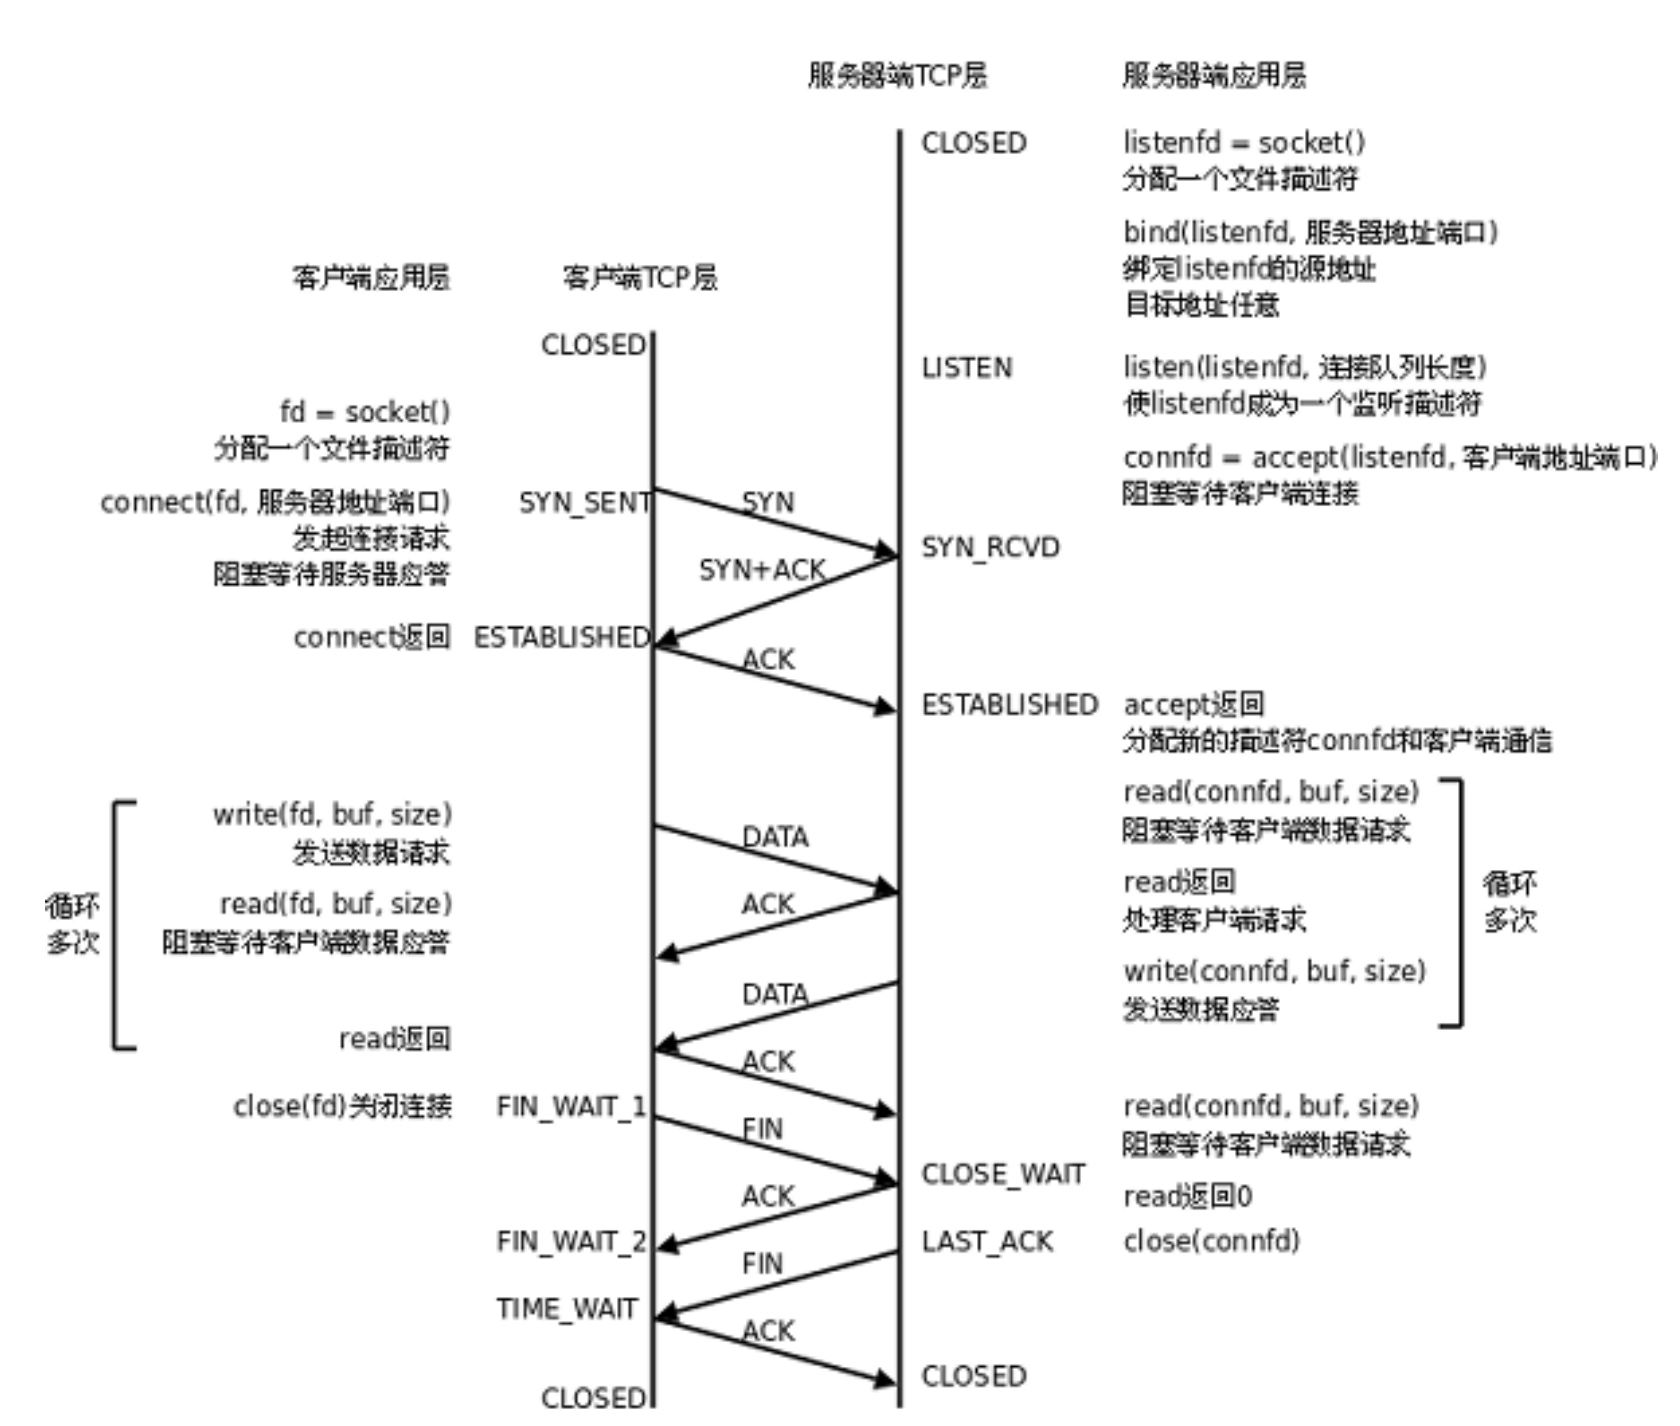 服务器端TCP层 服务器端应用层
CLOSED listenfd = socket()
分配一个文件描述符
bind(listenfd, 服务器地址端口)
绑定listenfd的源地址
客户端应用层 客户端TCP层
目标地址任意
CLOSED
LISTEN listen(listenfd, 连接队列长度)
使listenfd成为一个监听描述符
fd = socket()
分配一个文件描述符
connfd = accept(listenfd, 客户端地址端口)
阻塞等待客户端连接
connect(fd, 服务器地址端口) SYN_SENT SYN
发起连接请求
SYN_RCVD
阻塞等待服务器应答 SYN+ACK
connect返回 ESTABLISHED
ACK
ESTABLISHED accept返回
分配新的描述符connfd和客户端通信
read(connfd, buf, size)
阻塞等待客户端数据请求
write(fd, buf, size)
发送数据请求
DATA
read返回
处理客户端请求
循环
多次
read(fd, buf, size)
阻塞等待客户端数据应答
循环
多次
ACK
write(connfd, buf, size)
发送数据应答
DATA
read返回
ACK
close(fd)关闭连接 FIN_WAIT_1
read(connfd, buf, size)
阻塞等待客户端数据请求
FIN
CLOSE_WAIT
read返回0
ACK
FIN_WAIT_2
LAST_ACK close(connfd)
FIN
TIME_WAIT
ACK
CLOSED
CLOSED